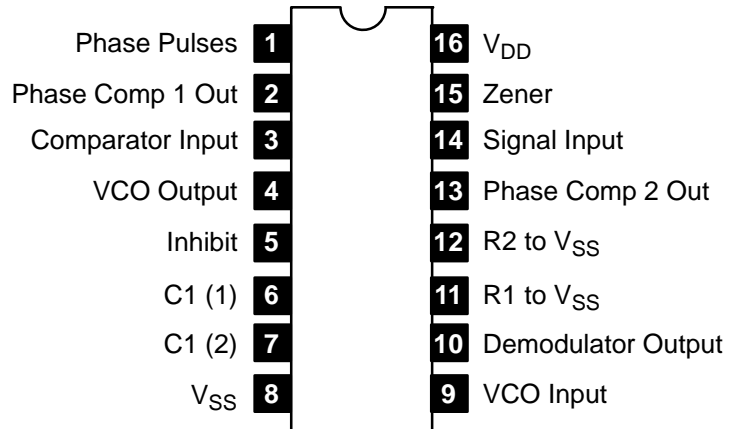 Phase Pulses 1 16 VDD
Phase Comp 1 Out 2 15 Zener
Comparator Input 3 14 Signal Input
VCO Output 4 13 Phase Comp 2 Out
Inhibit 5 12 R2 to VSS
C1 (1) 6 11 R1 to VSS
C1 (2) 7 10 Demodulator Output
VSS 8 9 VCO Input